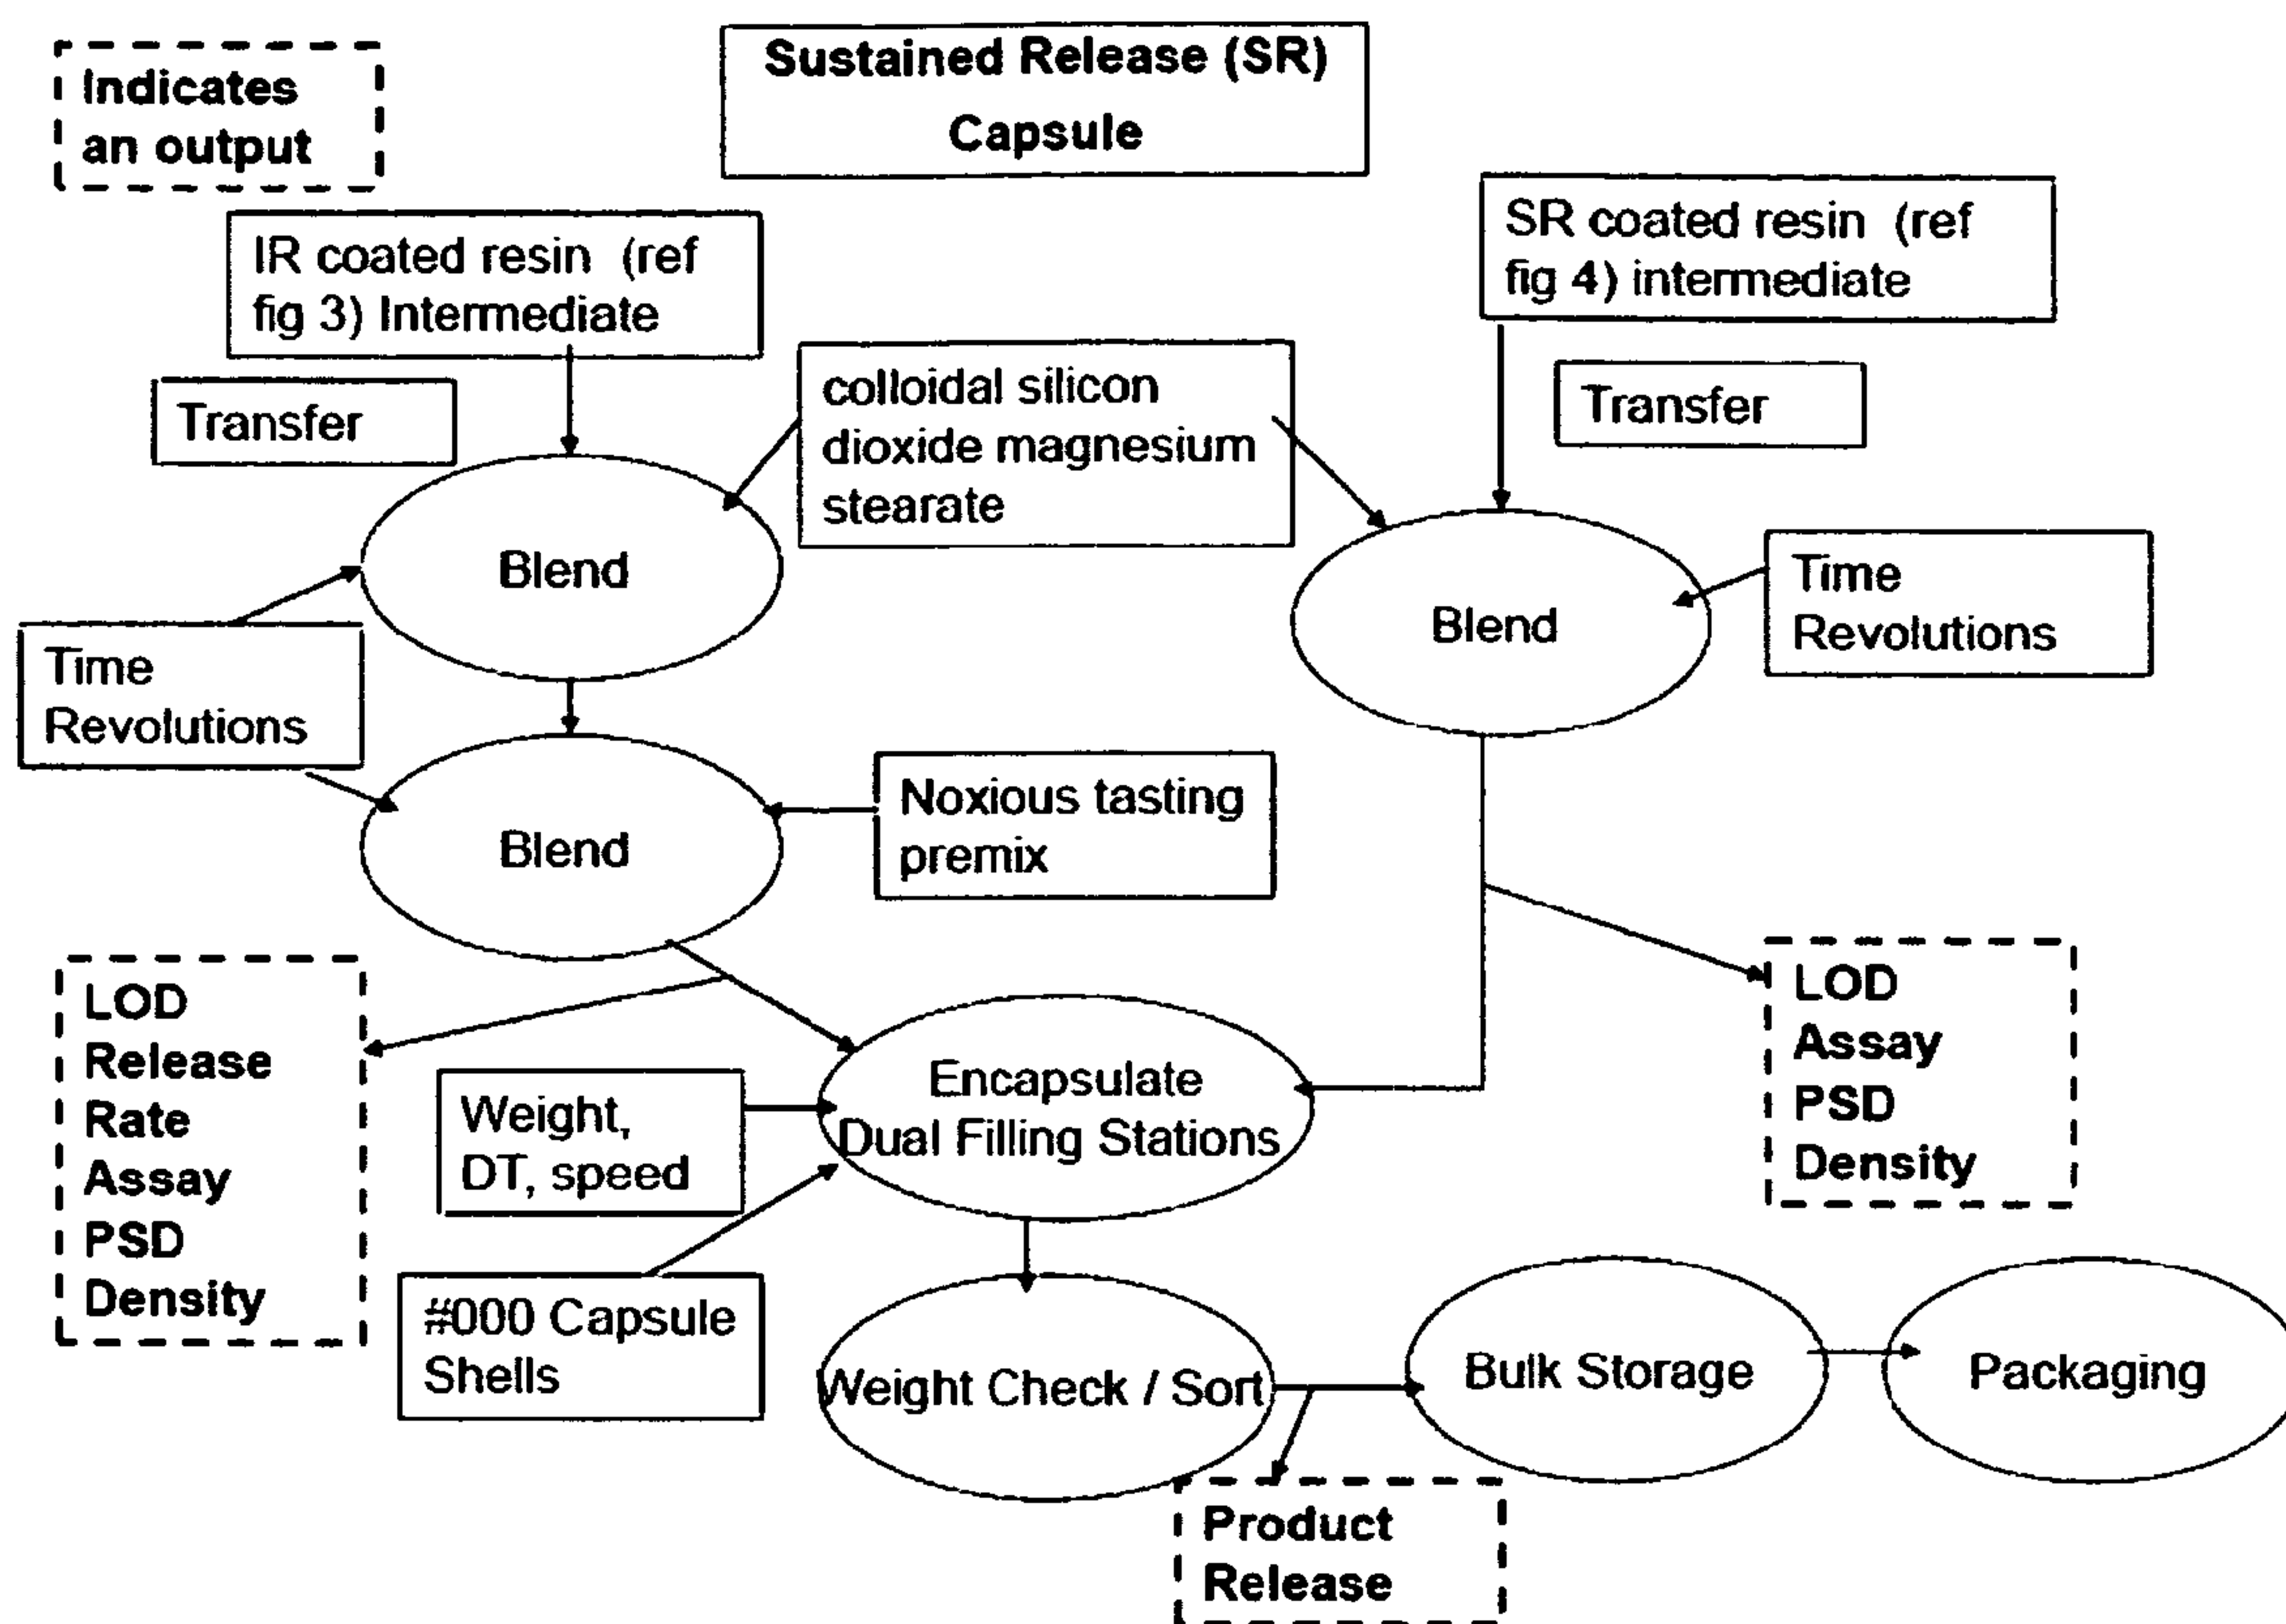 Indicates
an output
Sustained Release (SR)
Capsule
IR coated resin (ref
fig 3) Intermediate
SR coated resin (ref
fig 4) intermediate
Transfer
colloidal silicon
dioxide magnesium
stearate
Transfer
Blend
Blend
Time
Revolutions
Time
Revolutions
Blend
Noxious tasting
premix
LOD
Release
Rate
Assay
PSD
Density
LOD
Assay
PSD
Density
Encapsulate
Dual Filling Stations
Weight,
DT, speed
#000 Capsule
Shells
Weight Check / Sort
Bulk Storage
Packaging
Product
Release